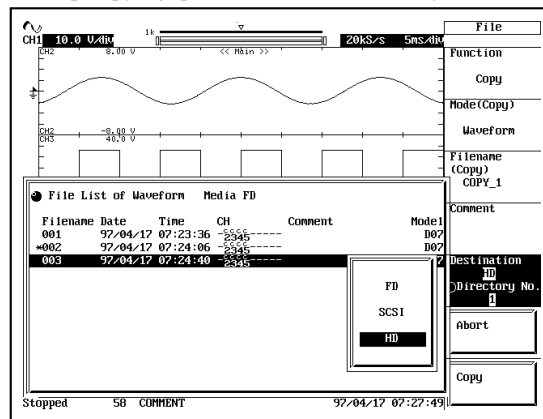 1k
File
CH1 10.0 V/div
20kS/s 5ms/div
CH2 8.00 V
<< Main >>
Function
Copy
Mode(Copy)
Waveform
CH2 -8.00 V
CH3 40.0 V
Filename
(Copy)
COPY_1
File List of Waveform Media FD
Comment
Filename Date Time CH Comment Model
001 97/04/17 07:23:36 -2345----- D07
*002 97/04/17 07:24:06 -2345----- D07
003 97/04/17 07:24:40 -2345----- 7
Destination
HD
Directory No.
1
FD
SCSI
HD
Abort
Copy
Stopped 58 COMMENT 97/04/17 07:27:49